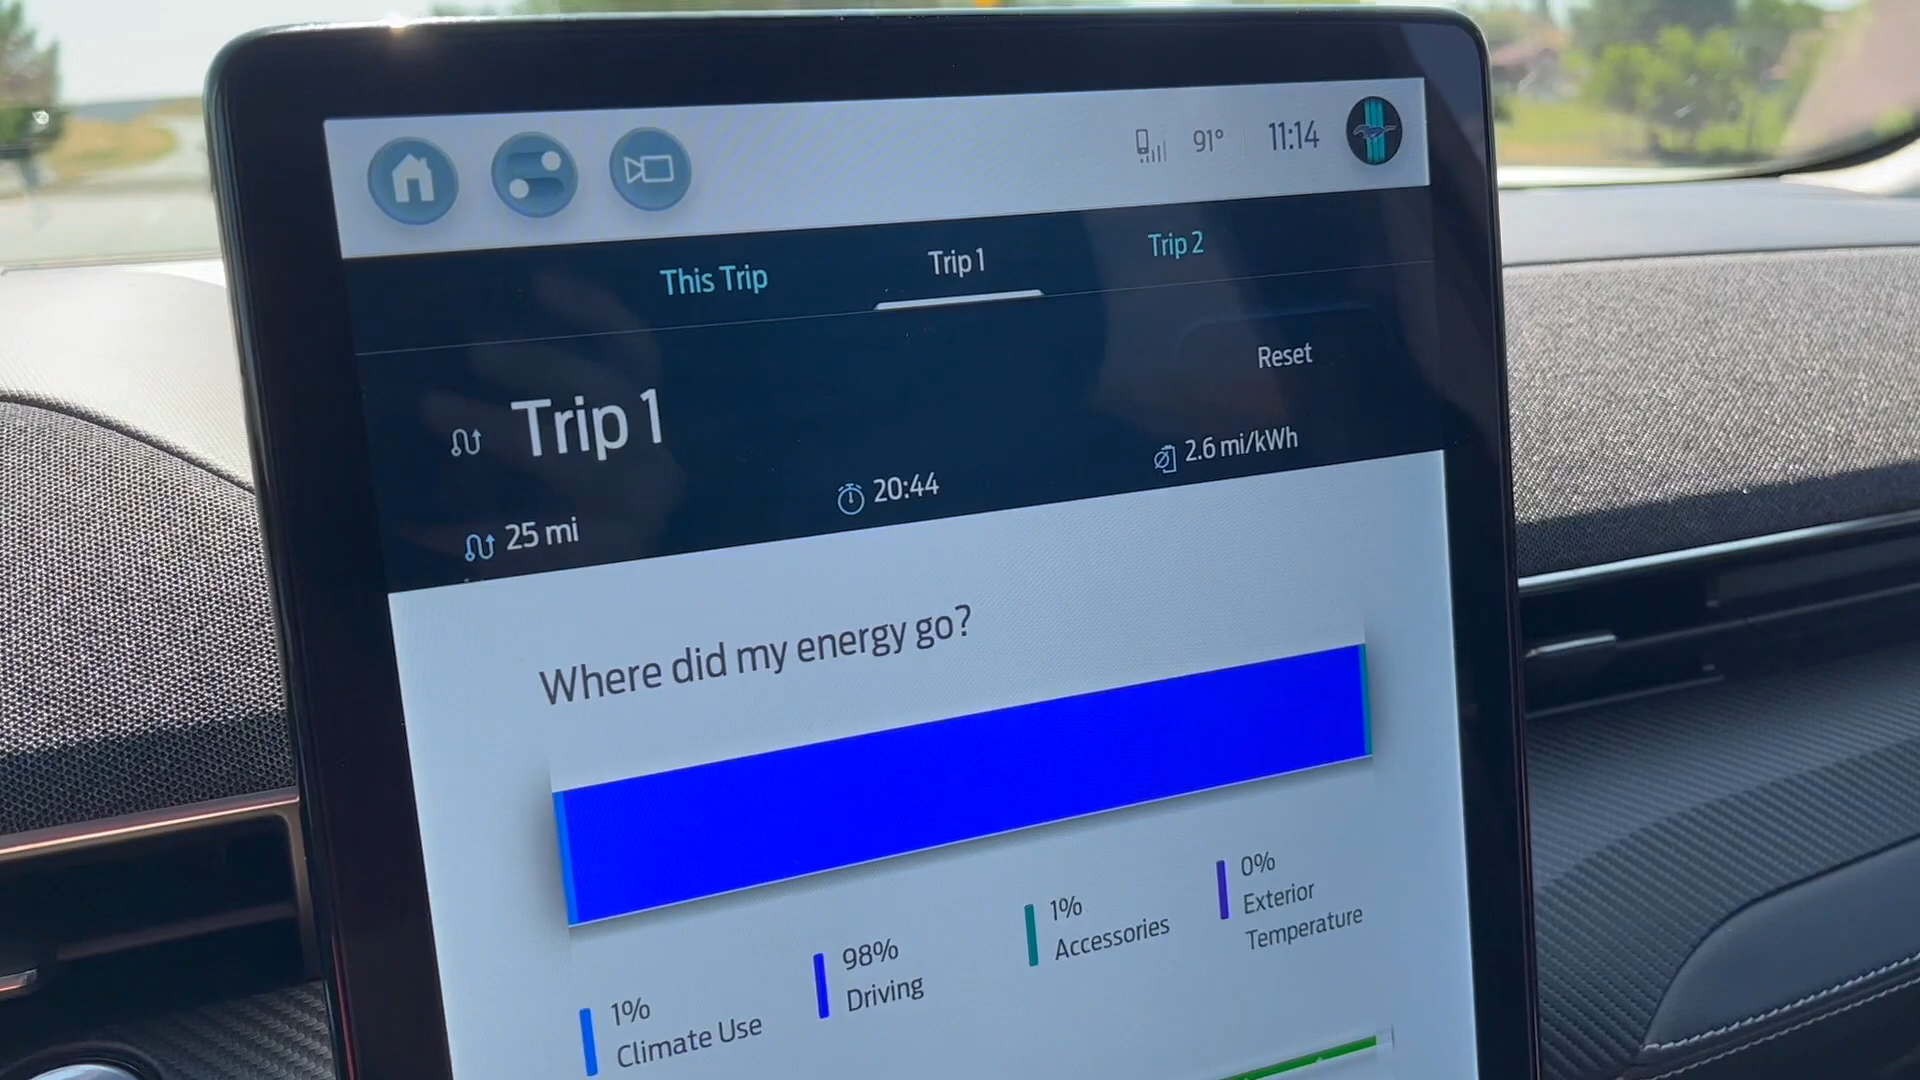 91° 11:14
This Trip Trip 1 Trip 2
Reset
Trip 1
25 mi 20:44 2.6 mi/kWh
Where did my energy go?
1%
Climate Use
98%
Driving
1%
Accessories
0%
Exterior
Temperature